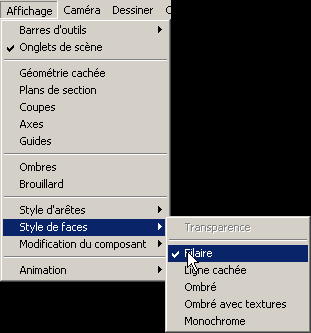 Affichage Caméra Dessiner
Barres d'outils
Onglets de scène
Géométrie cachée
Plans de section
Coupes
Axes
Guides
Ombres
Brouillard
Style d'arêtes
Style de faces
Modification du composant
Animation
Transparence
Filaire
Ligne cachée
Ombré
Ombré avec textures
Monochrome